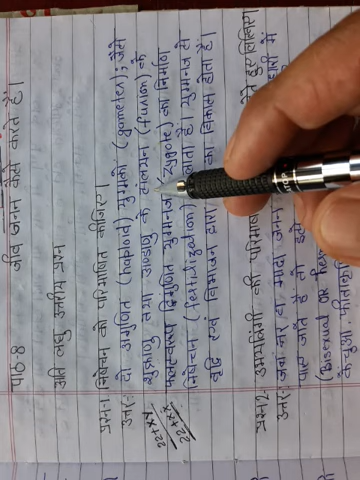 पाठ-8
जीव जनन कैसे करते हैं।
अति लघु उत्तरीय प्रश्न
प्रश्न-1 निषेचन को परिभाषित कीजिए।
उत्तर:- दो अगुणित (haploid) युग्मकों (gametes); जैसे
शुक्राणु तथा अण्डाणु के संलयन (fusion) के
फलस्वरूप द्विगुणित युग्मनज (zygote) का निर्माण
निषेचन (fertilization) कहलाता है। युग्मनज से
वृद्धि एवं विभाजन द्वारा का विकास होता है।
22+xy
22+xx
प्रश्न2 उभयलिंगी की परिभाषा देते हुए लिखिए।
उत्तर:- जब नर व मादा जनन में
पाए जाते हैं तो इसे
(Bisexual or
केंचुआ, फीताकृमि